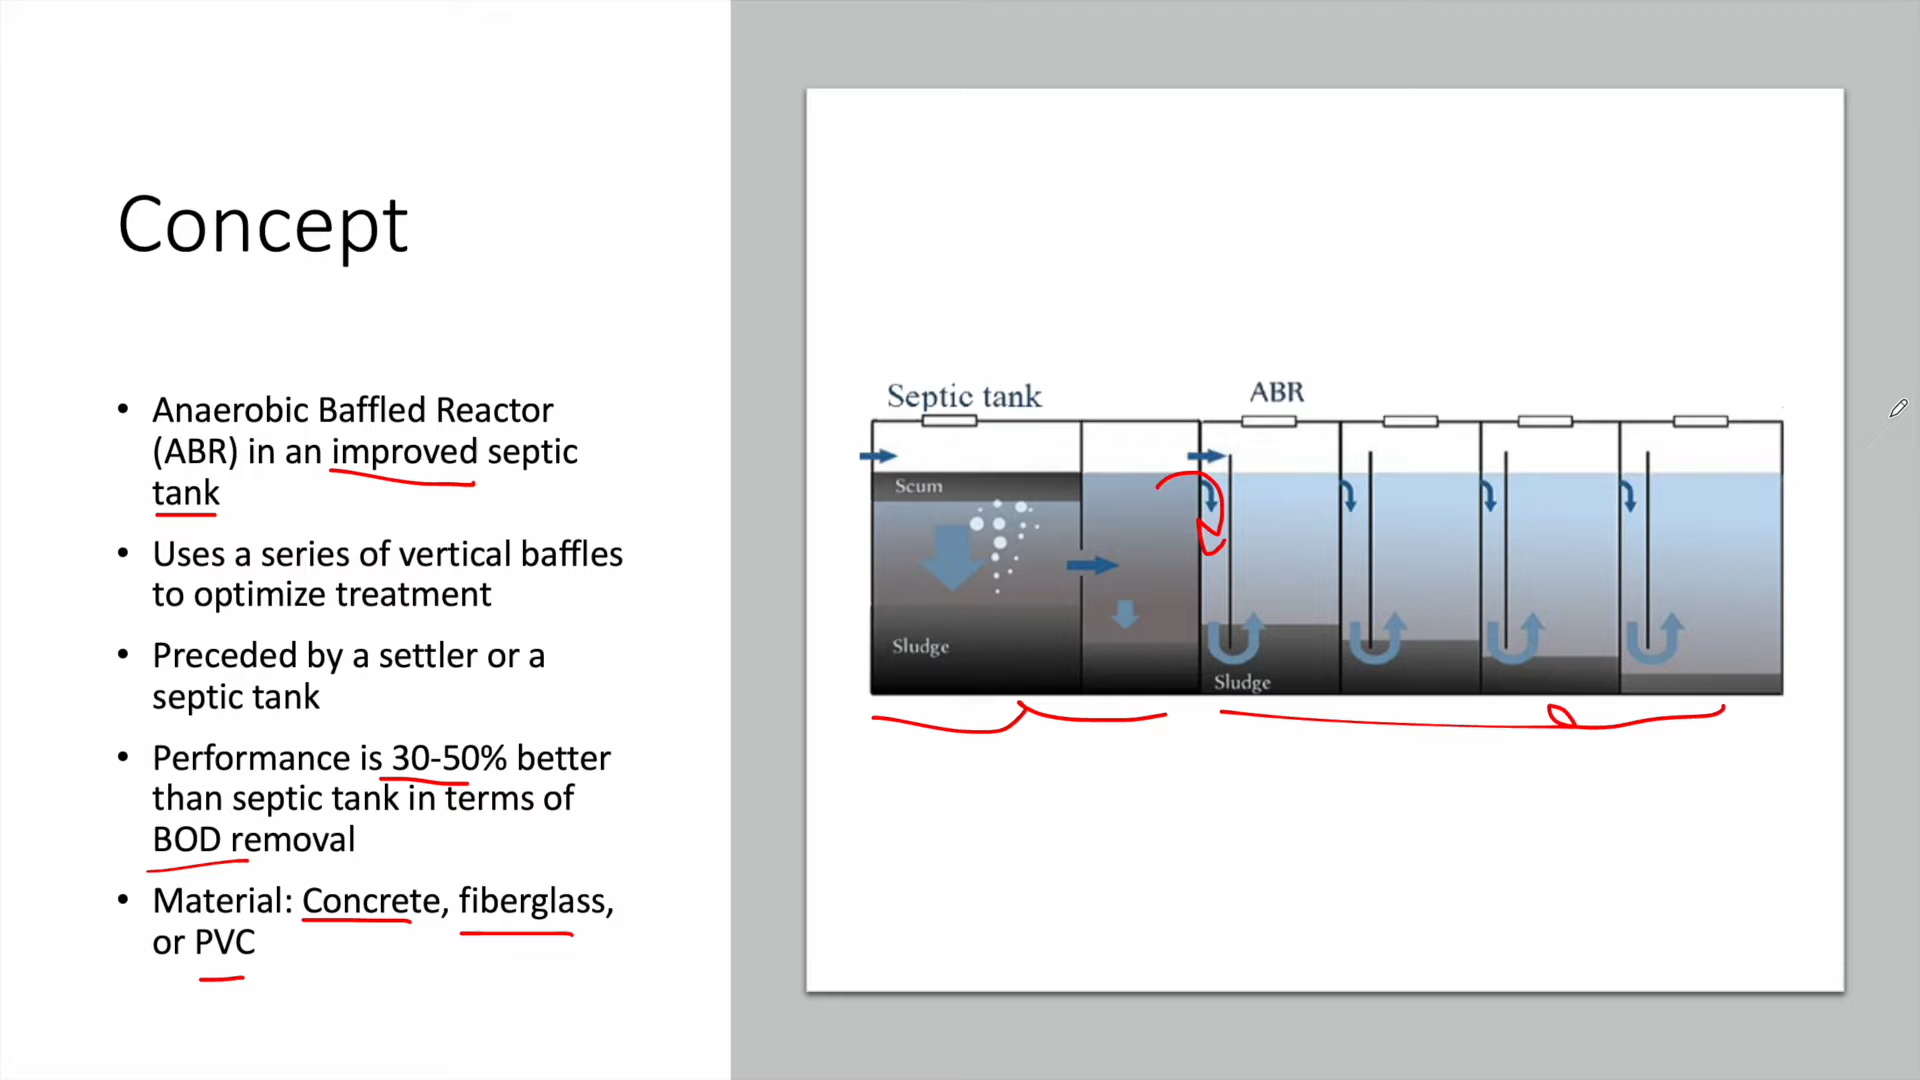 Concept
• Anaerobic Baffled Reactor
(ABR) in an improved septic
tank
• Uses a series of vertical baffles
to optimize treatment
• Preceded by a settler or a
septic tank
• Performance is 30-50% better
than septic tank in terms of
BOD removal
• Material: Concrete, fiberglass,
or PVC
Septic tank
ABR
Scum
Sludge
Sludge